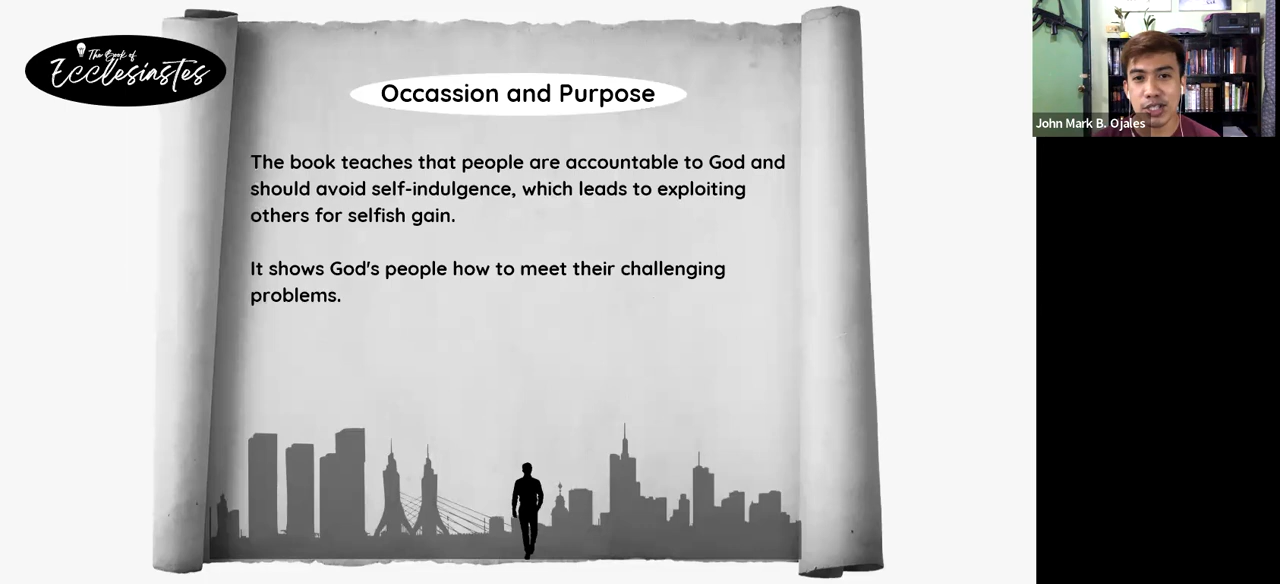 The Book of
Ecclesiastes
Occassion and Purpose
The book teaches that people are accountable to God and
should avoid self-indulgence, which leads to exploiting
others for selfish gain.
It shows God's people how to meet their challenging
problems.
John Mark B. Ojales